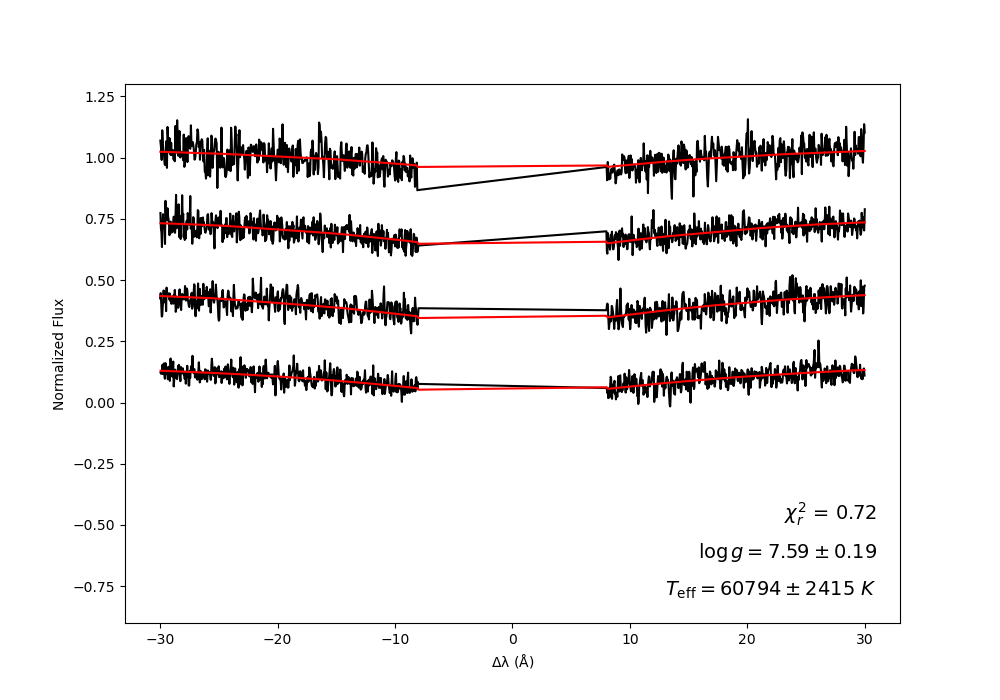 1.25
1.00
0.75
0.50
0.25
0.00
−0.25
−0.50
−0.75
Normalized Flux
χ²ᵣ = 0.72
log g = 7.59 ± 0.19
T_eff = 60794 ± 2415 K
−30 −20 −10 0 10 20 30
Δλ (Å)